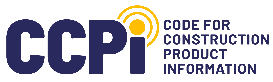 CCPi
CODE FOR
CONSTRUCTION
PRODUCT
INFORMATION